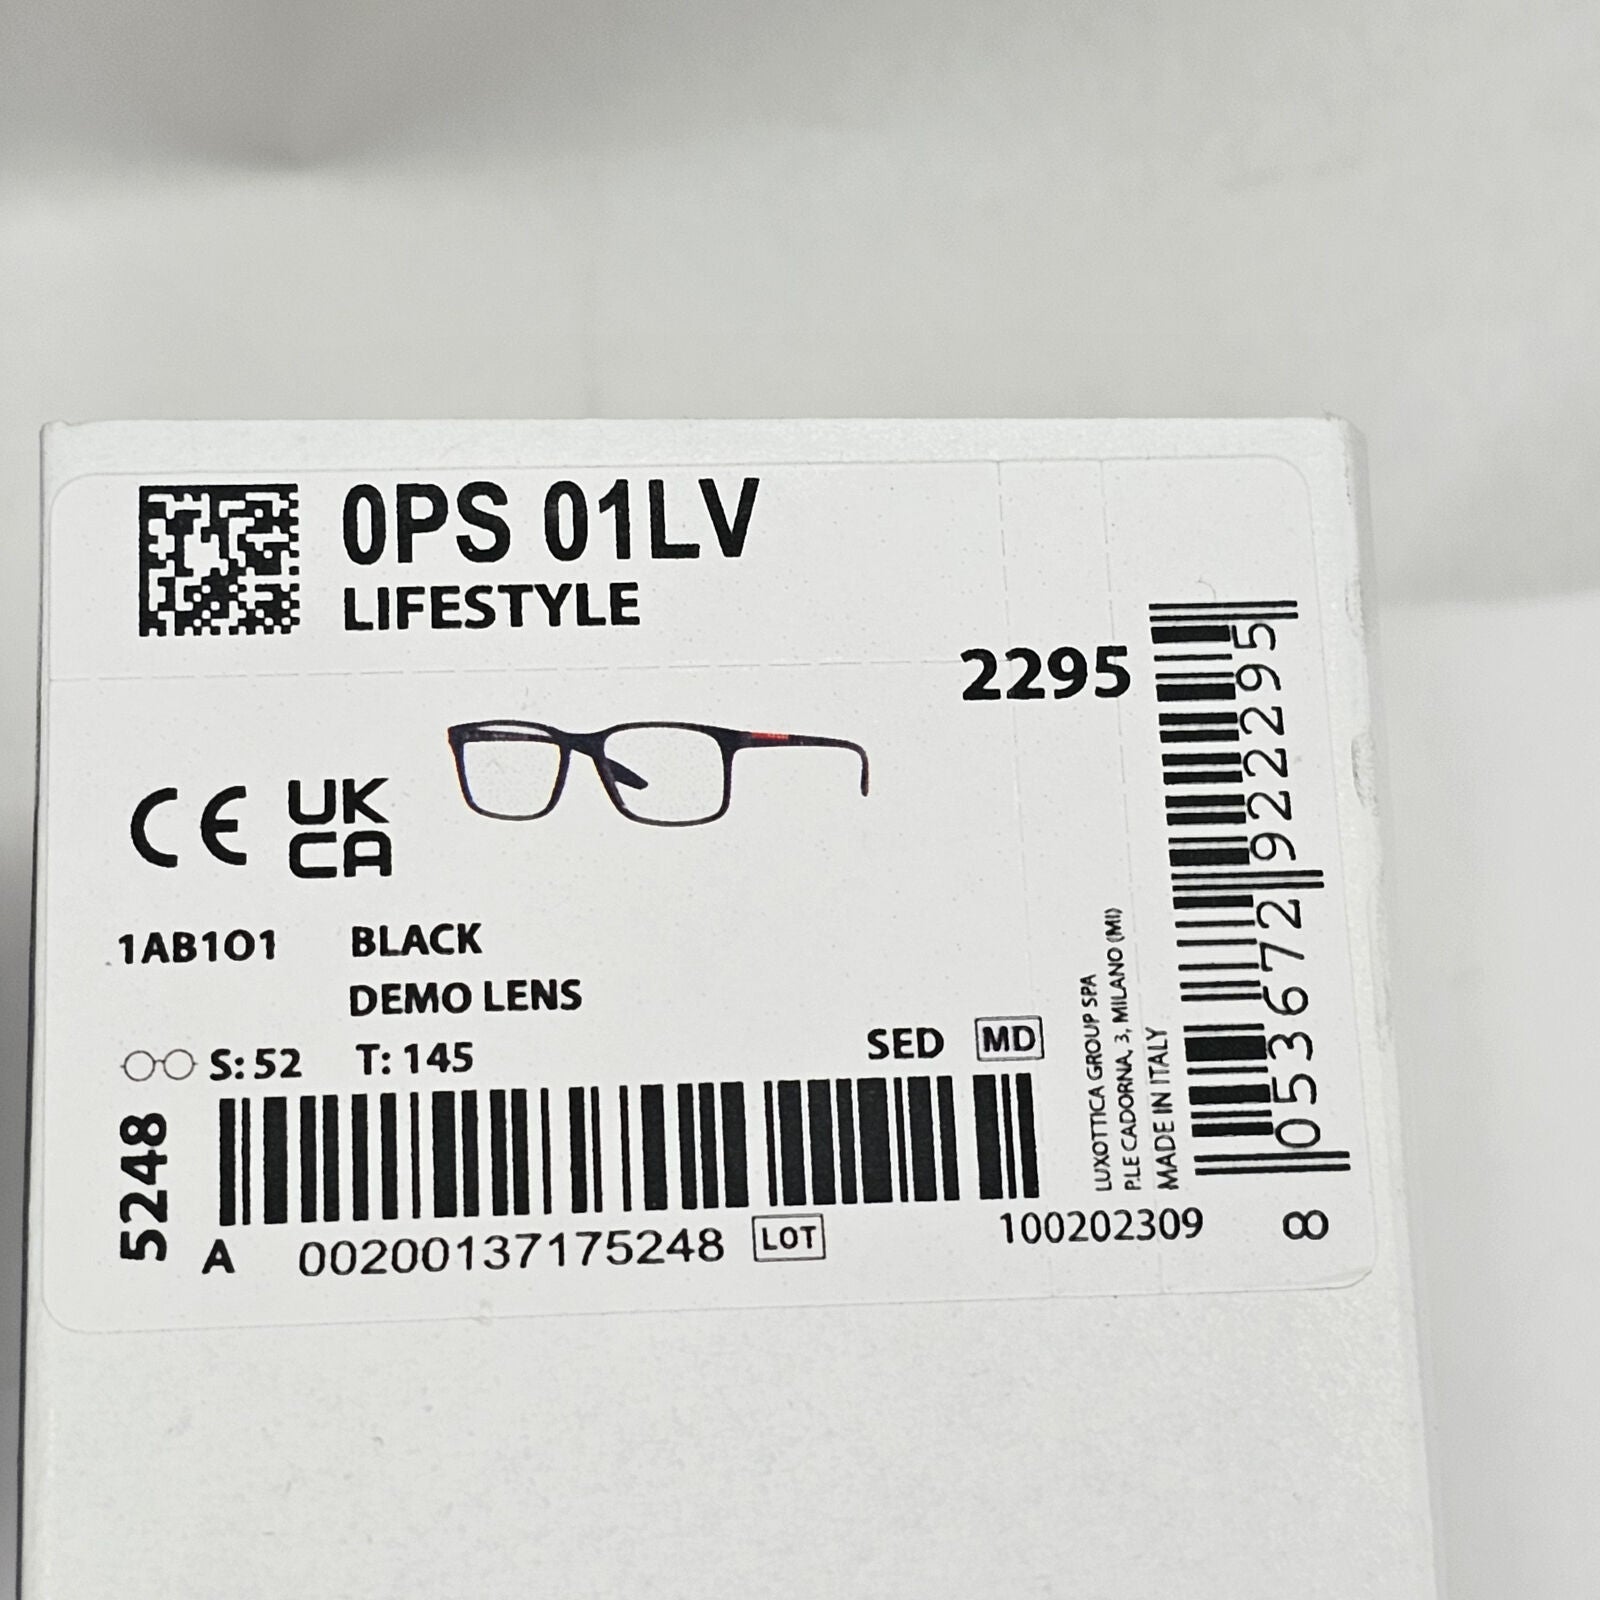 0PS 01LV
LIFESTYLE
2295
CE UK
CA
1AB1O1 BLACK
DEMO LENS
S: 52 T: 145
SED MD
5248
A 00200137175248 LOT
100202309
LUXOTTICA GROUP SPA
P.LE CADORNA, 3, MILANO (MI)
MADE IN ITALY
8 053672 922295